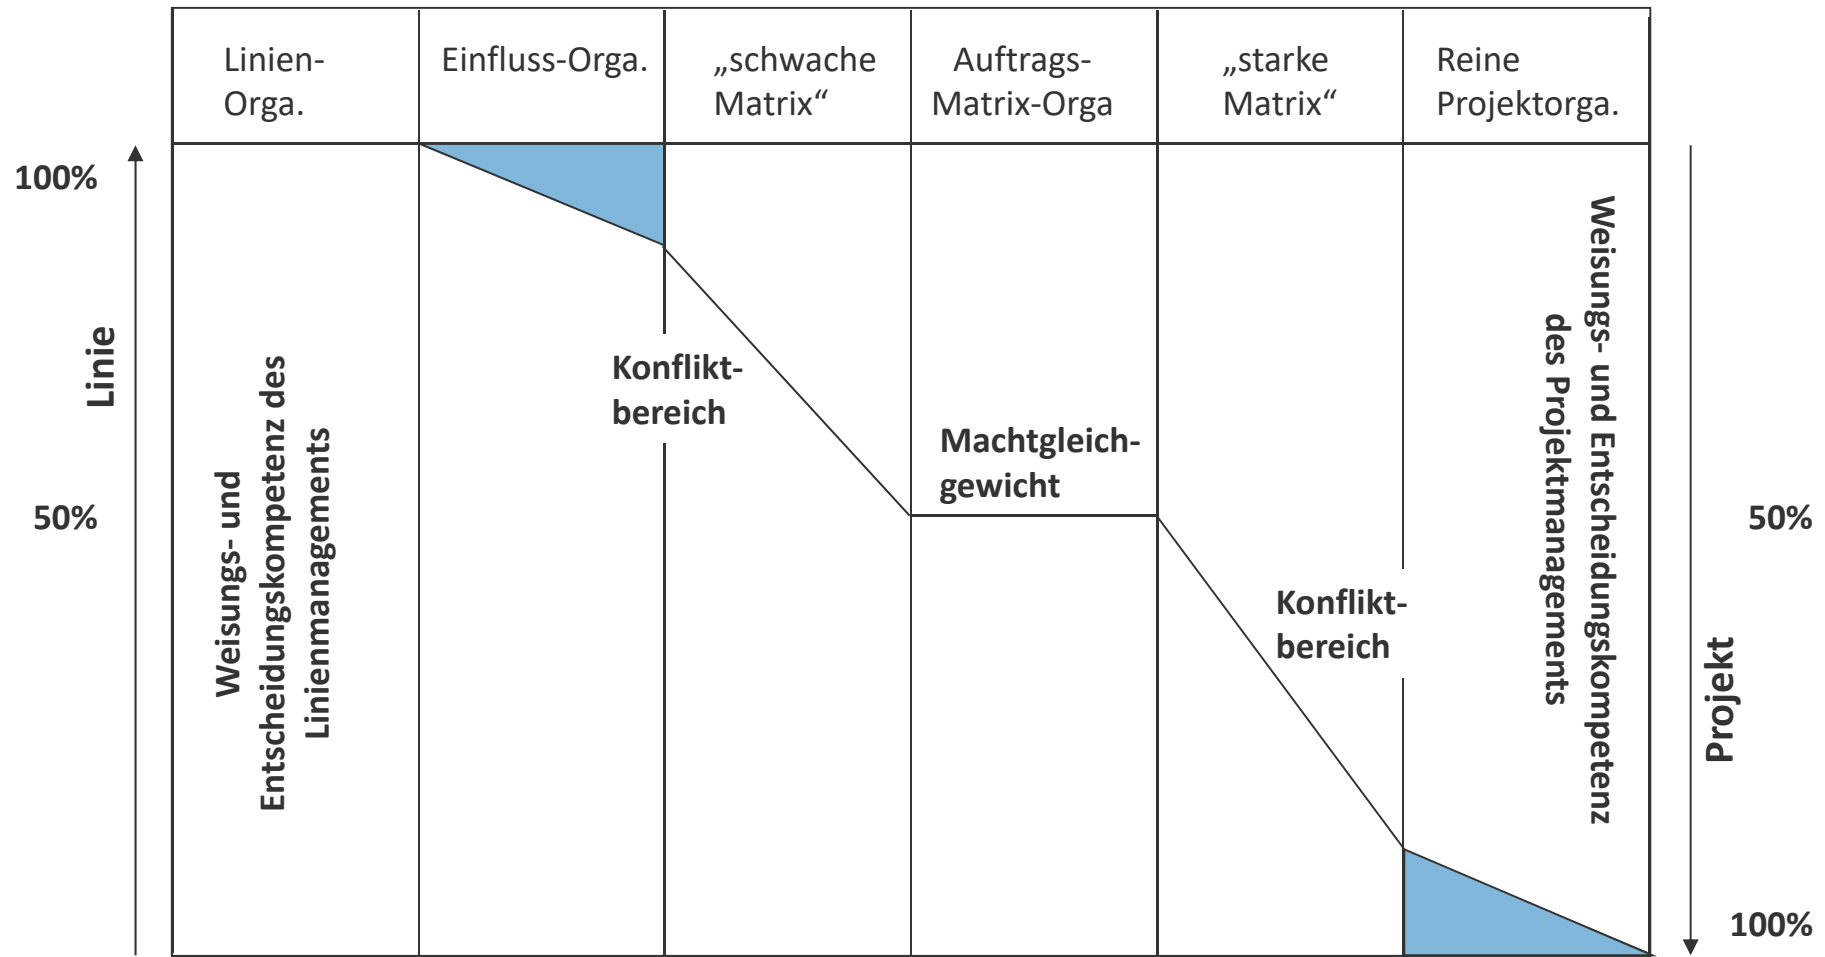 Linien-
Orga.
Einfluss-Orga.
„schwache
Matrix“
Auftrags-
Matrix-Orga
„starke
Matrix“
Reine
Projektorga.
100%
50%
Linie
Weisungs- und
Entscheidungskompetenz des
Linienmanagements
Konflikt-
bereich
Machtgleich-
gewicht
Konflikt-
bereich
Weisungs- und Entscheidungskompetenz
des Projektmanagements
50%
Projekt
100%